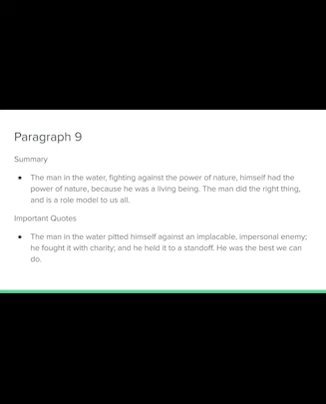 Paragraph 9
Summary
● The man in the water, fighting against the power of nature, himself had the
power of nature, because he was a living being. The man did the right thing,
and is a role model to us all.
Important Quotes
● The man in the water pitted himself against an implacable, impersonal enemy;
he fought it with charity; and he held it to a standoff. He was the best we can
do.